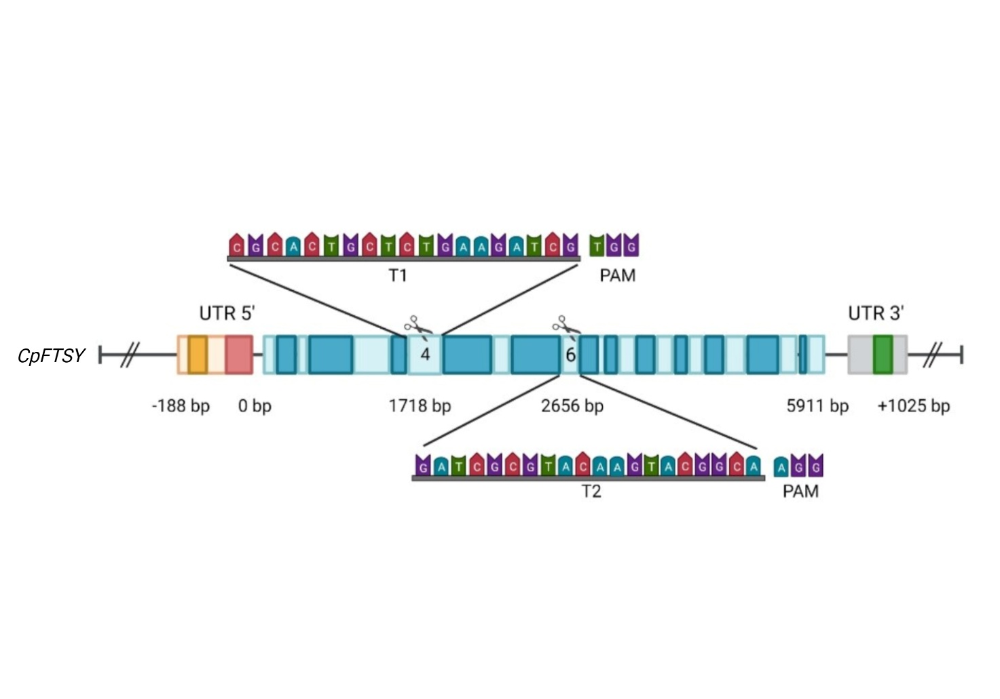 CGCACTGCTCTGAAGATCG TGG
T1 PAM
UTR 5' UTR 3'
CpFTSY 4 6
-188 bp 0 bp 1718 bp 2656 bp 5911 bp +1025 bp
GATCGCGTACAAGTACGGCA AGG
T2 PAM